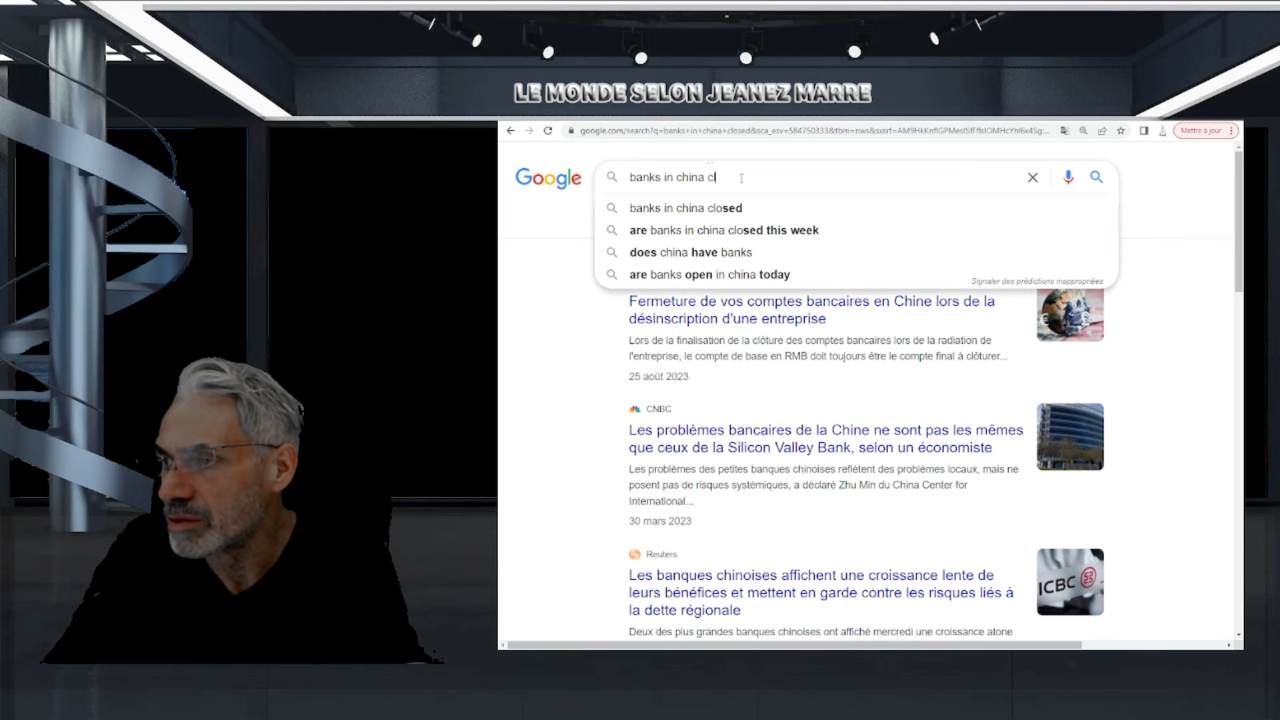 LE MONDE SELON JEANEZ MARRE
Mettre à jour
Google
banks in china cl
banks in china closed
are banks in china closed this week
does china have banks
are banks open in china today
Signaler des prédictions inappropriées
Fermeture de vos comptes bancaires en Chine lors de la
désinscription d'une entreprise
Lors de la finalisation de la clôture des comptes bancaires lors de la radiation de
l'entreprise, le compte de base en RMB doit toujours être le compte final à clôturer...
25 août 2023
CNBC
Les problèmes bancaires de la Chine ne sont pas les mêmes
que ceux de la Silicon Valley Bank, selon un économiste
Les problèmes des petites banques chinoises reflètent des problèmes locaux, mais ne
posent pas de risques systémiques, a déclaré Zhu Min du China Center for
International...
30 mars 2023
Reuters
Les banques chinoises affichent une croissance lente de
leurs bénéfices et mettent en garde contre les risques liés à
la dette régionale
ICBC
Deux des plus grandes banques chinoises ont affiché mercredi une croissance atone